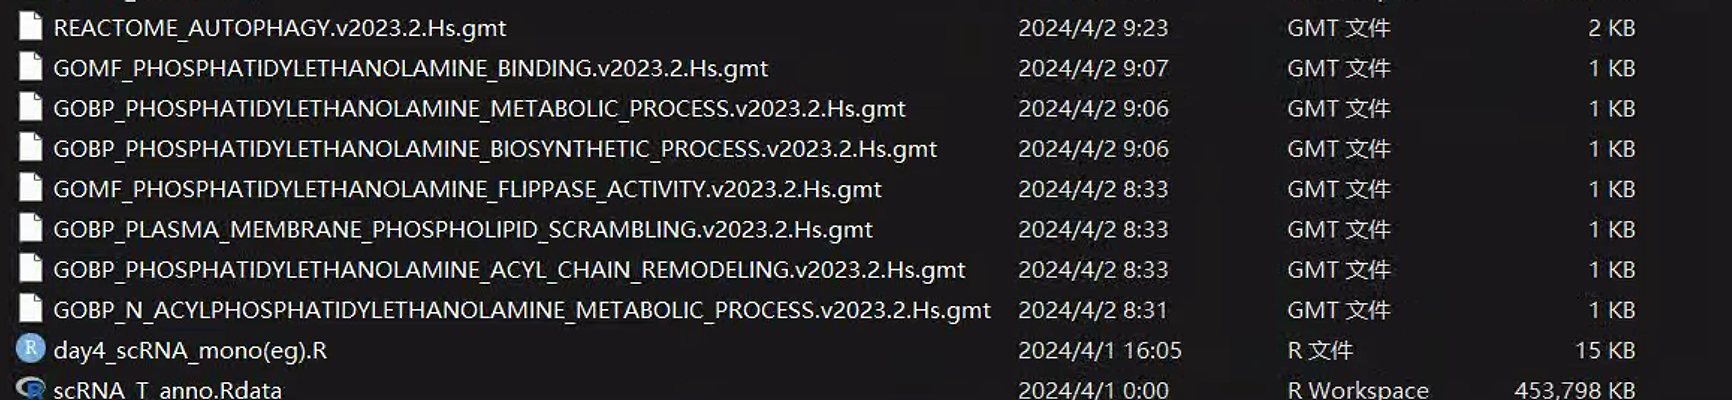 REACTOME_AUTOPHAGY.v2023.2.Hs.gmt 2024/4/2 9:23 GMT 文件 2 KB
GOMF_PHOSPHATIDYLETHANOLAMINE_BINDING.v2023.2.Hs.gmt 2024/4/2 9:07 GMT 文件 1 KB
GOBP_PHOSPHATIDYLETHANOLAMINE_METABOLIC_PROCESS.v2023.2.Hs.gmt 2024/4/2 9:06 GMT 文件 1 KB
GOBP_PHOSPHATIDYLETHANOLAMINE_BIOSYNTHETIC_PROCESS.v2023.2.Hs.gmt 2024/4/2 9:06 GMT 文件 1 KB
GOMF_PHOSPHATIDYLETHANOLAMINE_FLIPPASE_ACTIVITY.v2023.2.Hs.gmt 2024/4/2 8:33 GMT 文件 1 KB
GOBP_PLASMA_MEMBRANE_PHOSPHOLIPID_SCRAMBLING.v2023.2.Hs.gmt 2024/4/2 8:33 GMT 文件 1 KB
GOBP_PHOSPHATIDYLETHANOLAMINE_ACYL_CHAIN_REMODELING.v2023.2.Hs.gmt 2024/4/2 8:33 GMT 文件 1 KB
GOBP_N_ACYLPHOSPHATIDYLETHANOLAMINE_METABOLIC_PROCESS.v2023.2.Hs.gmt 2024/4/2 8:31 GMT 文件 1 KB
day4_scRNA_mono(eg).R 2024/4/1 16:05 R 文件 15 KB
scRNA_T_anno.Rdata 2024/4/1 0:00 R Workspace 453,798 KB